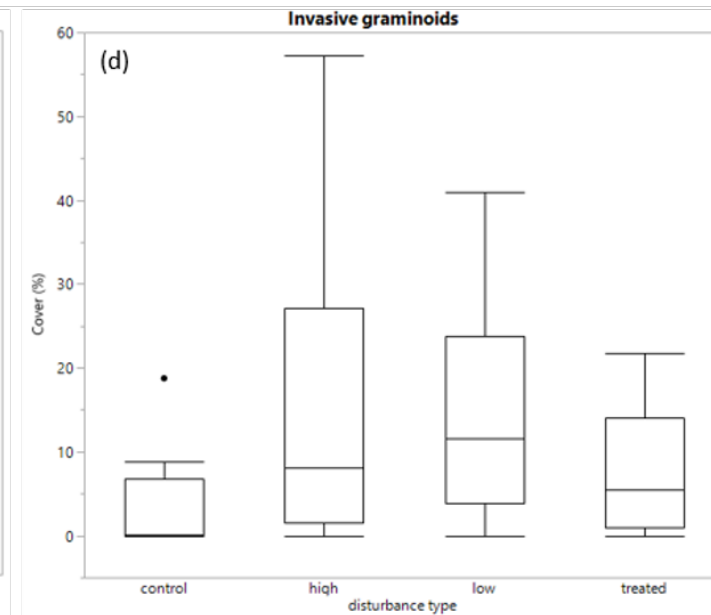 Invasive graminoids
(d)
60
50
40
30
20
10
0
Cover (%)
control high low treated
disturbance type